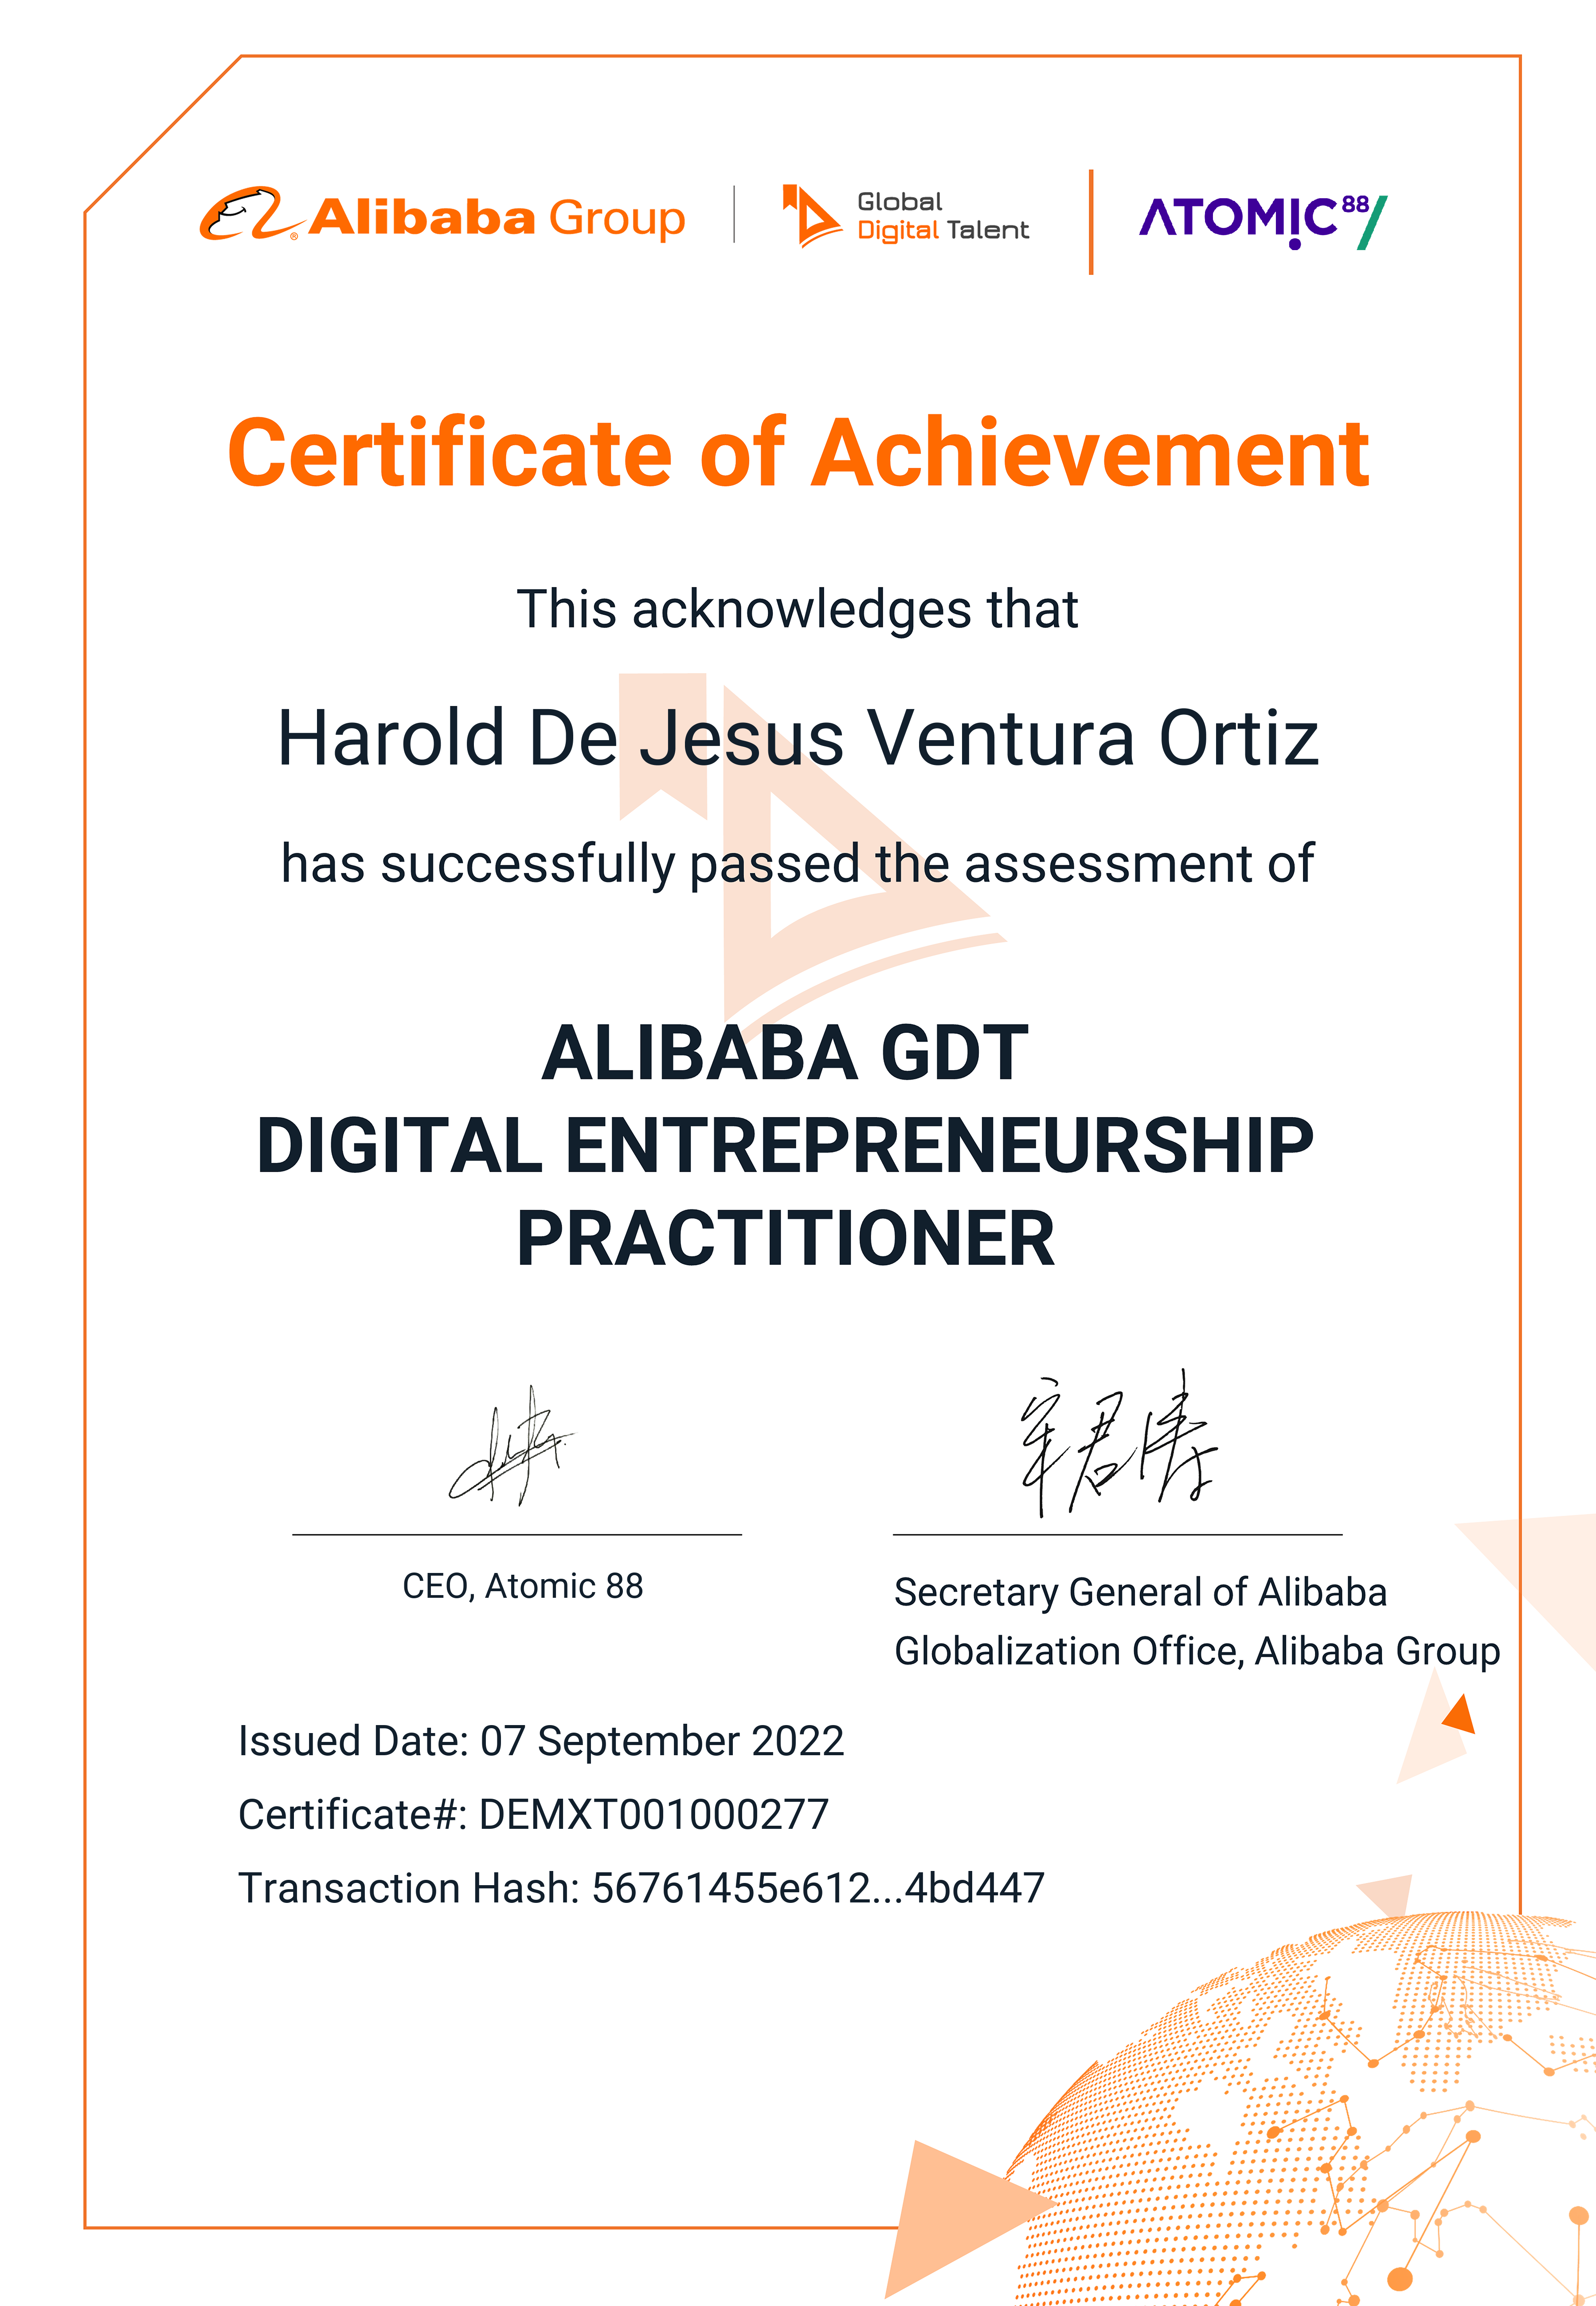 Alibaba Group
Global
Digital Talent
ATOMIC 88
Certificate of Achievement
This acknowledges that
Harold De Jesus Ventura Ortiz
has successfully passed the assessment of
ALIBABA GDT
DIGITAL ENTREPRENEURSHIP
PRACTITIONER
CEO, Atomic 88
Secretary General of Alibaba
Globalization Office, Alibaba Group
Issued Date: 07 September 2022
Certificate#: DEMXT001000277
Transaction Hash: 56761455e612...4bd447